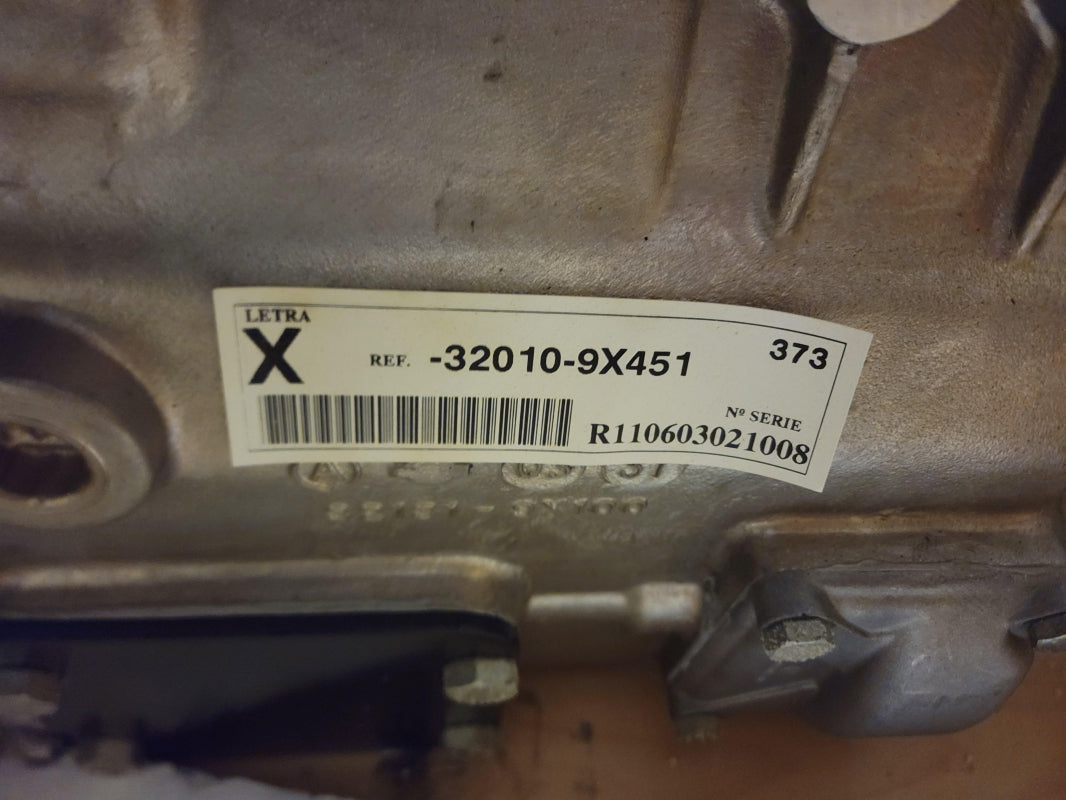 LETRA
X REF. -32010-9X451 373
Nº SERIE
R110603021008